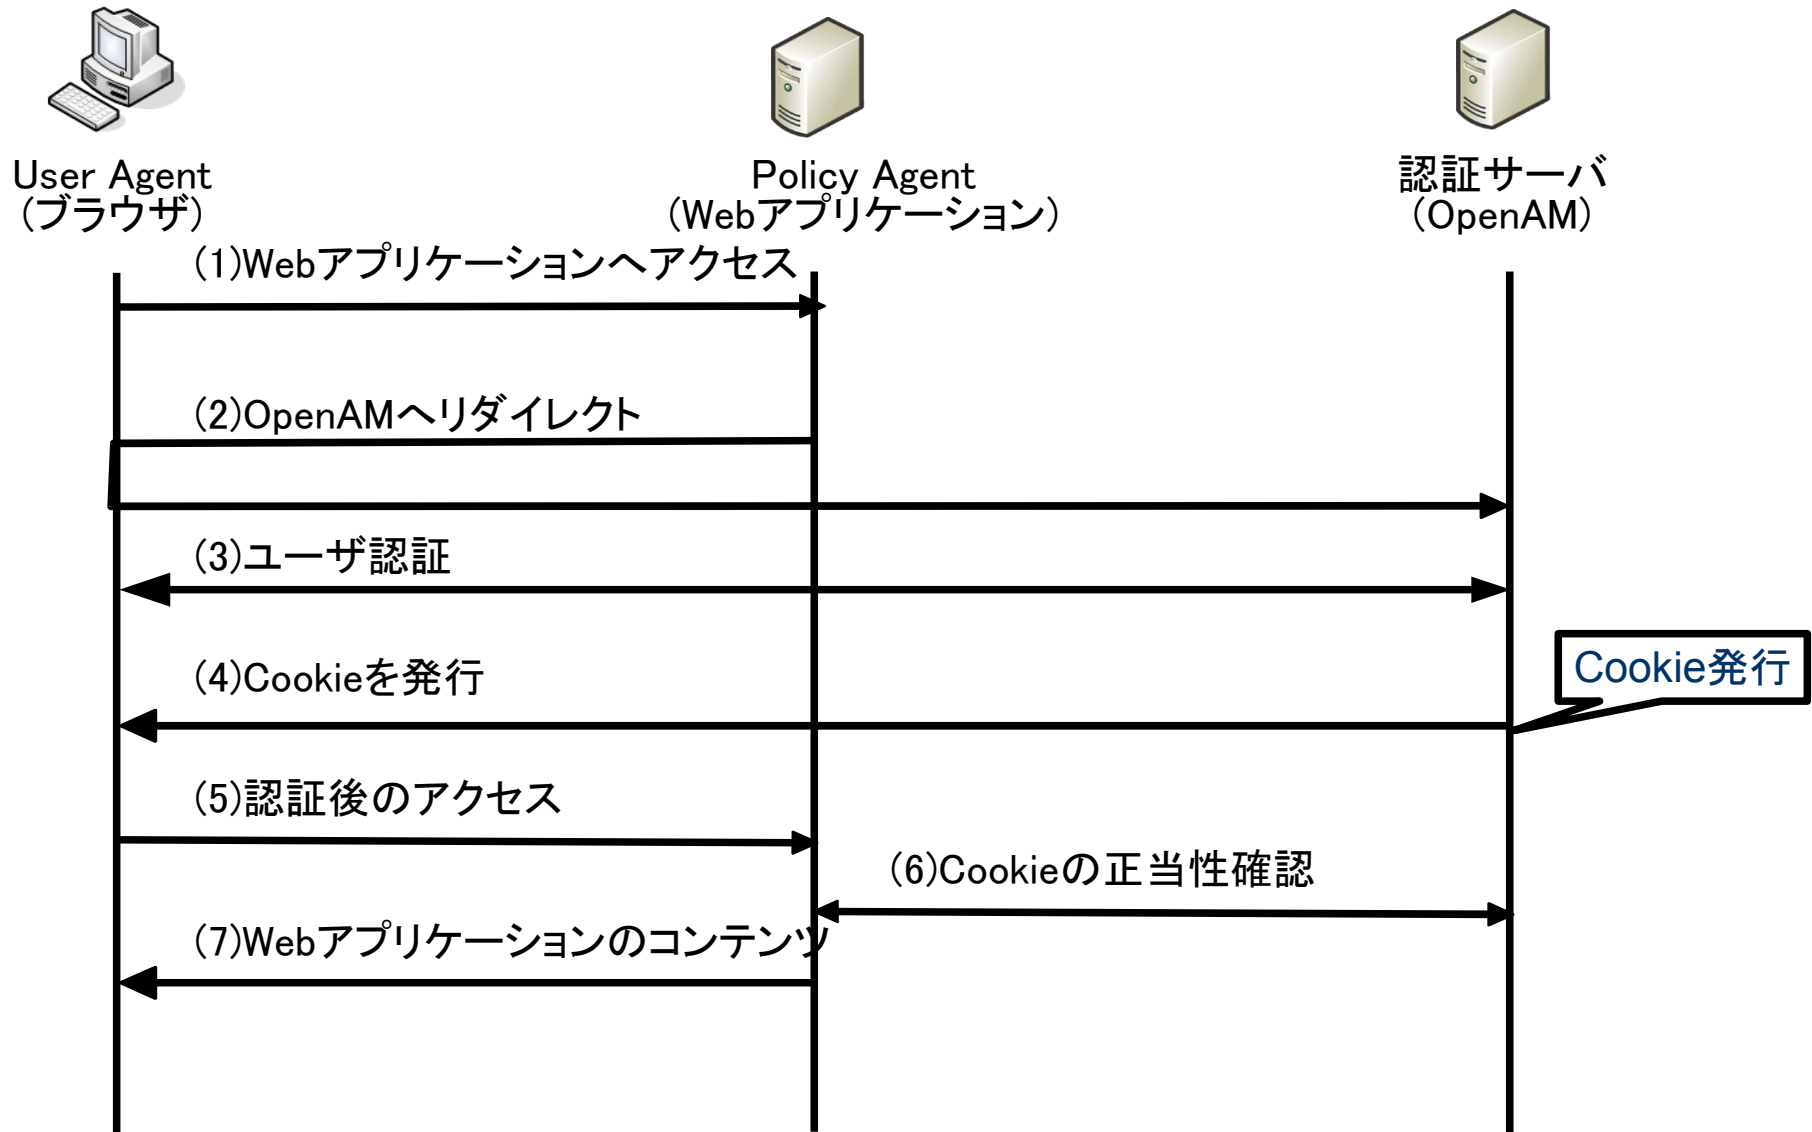 User Agent
(ブラウザ)
Policy Agent
(Webアプリケーション)
認証サーバ
(OpenAM)
(1)Webアプリケーションへアクセス
(2)OpenAMへリダイレクト
(3)ユーザ認証
(4)Cookieを発行
Cookie発行
(5)認証後のアクセス
(6)Cookieの正当性確認
(7)Webアプリケーションのコンテンツ